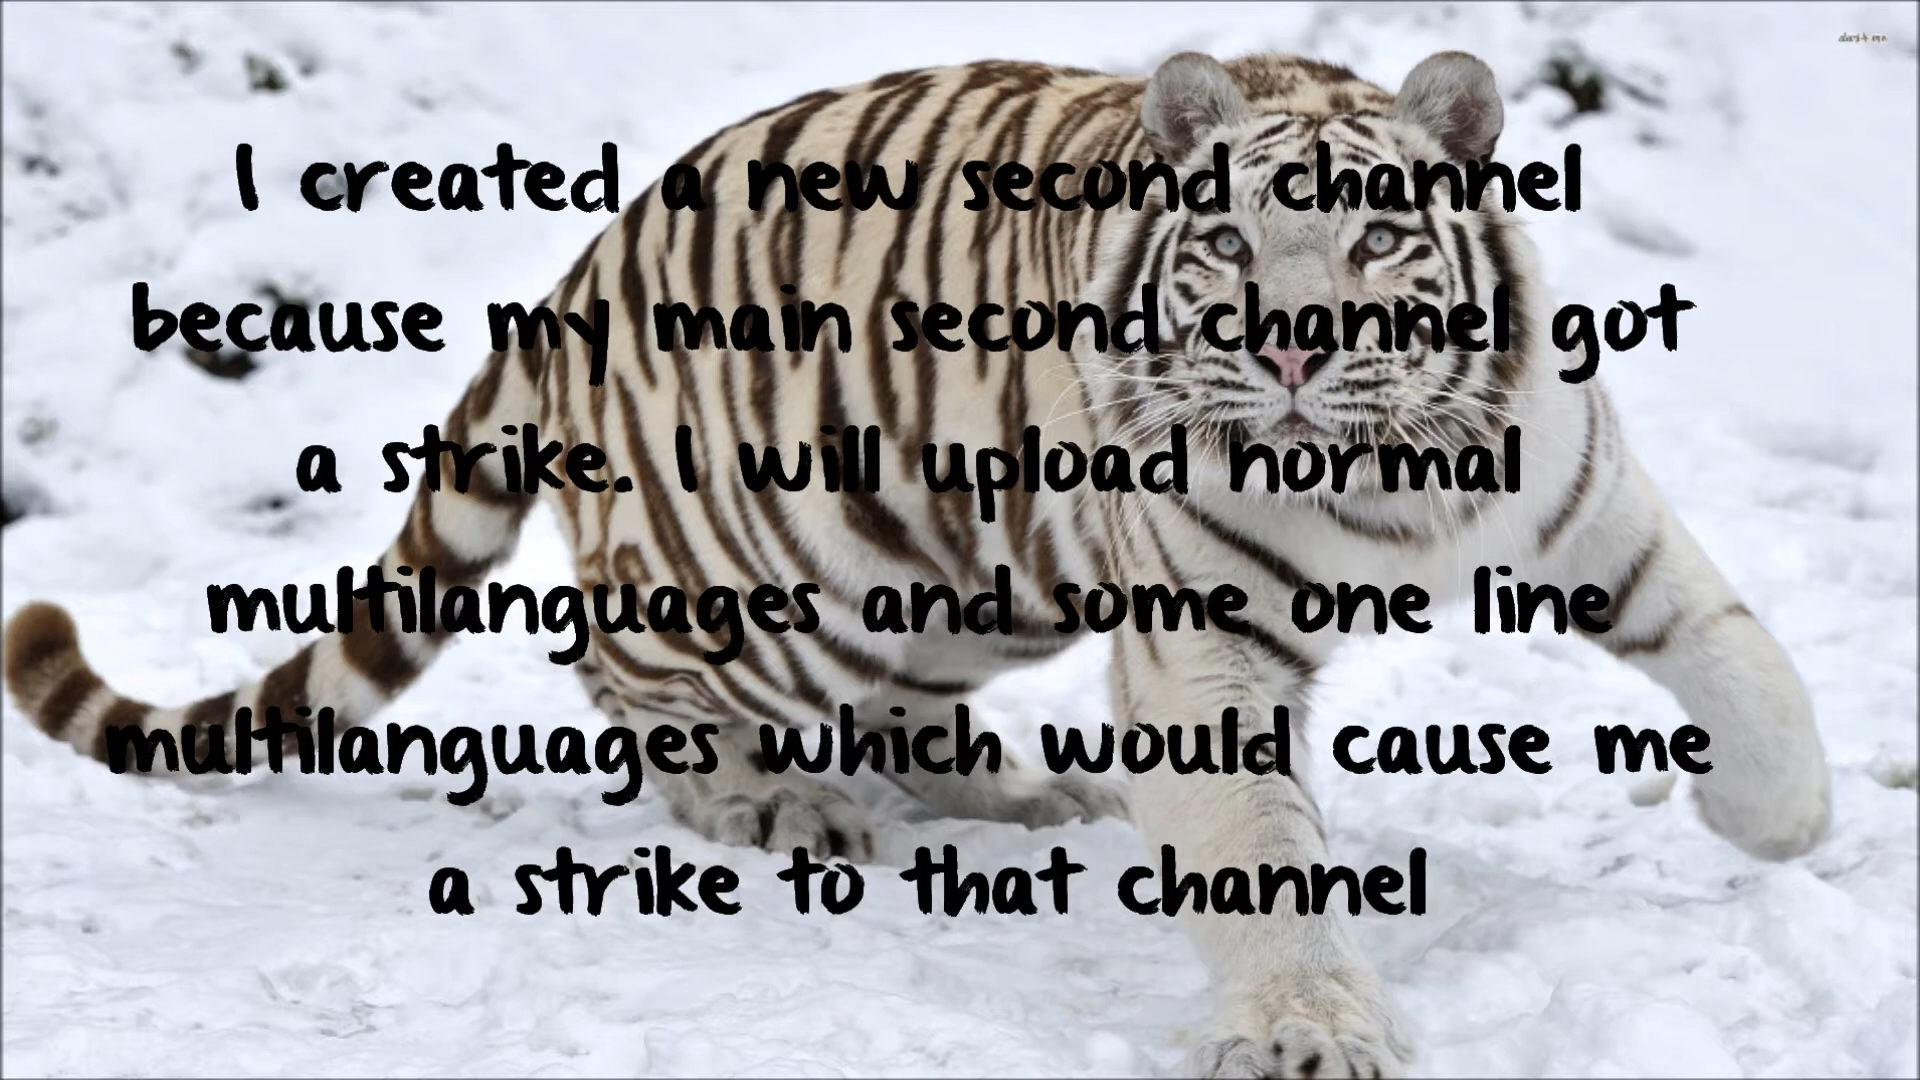 I created a new second channel
because my main second channel got
a strike. I will upload normal
multilanguages and some one line
multilanguages which would cause me
a strike to that channel